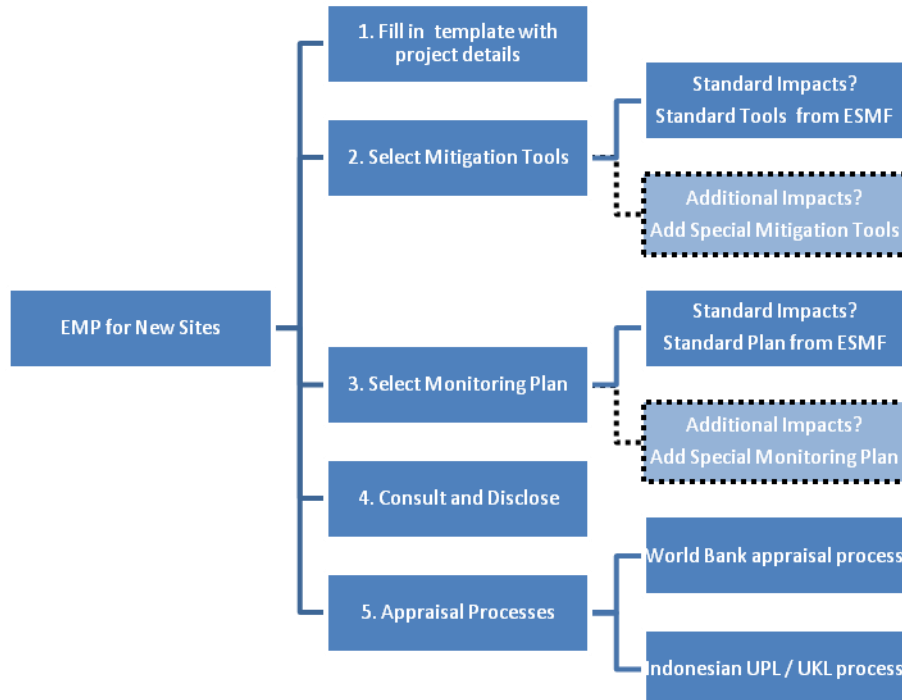 1. Fill in template with
project details
Standard Impacts?
Standard Tools from ESMF
2. Select Mitigation Tools
Additional Impacts?
Add Special Mitigation Tools
EMP for New Sites
Standard Impacts?
Standard Plan from ESMF
3. Select Monitoring Plan
Additional Impacts?
Add Special Monitoring Plan
4. Consult and Disclose
World Bank appraisal process
5. Appraisal Processes
Indonesian UPL / UKL process